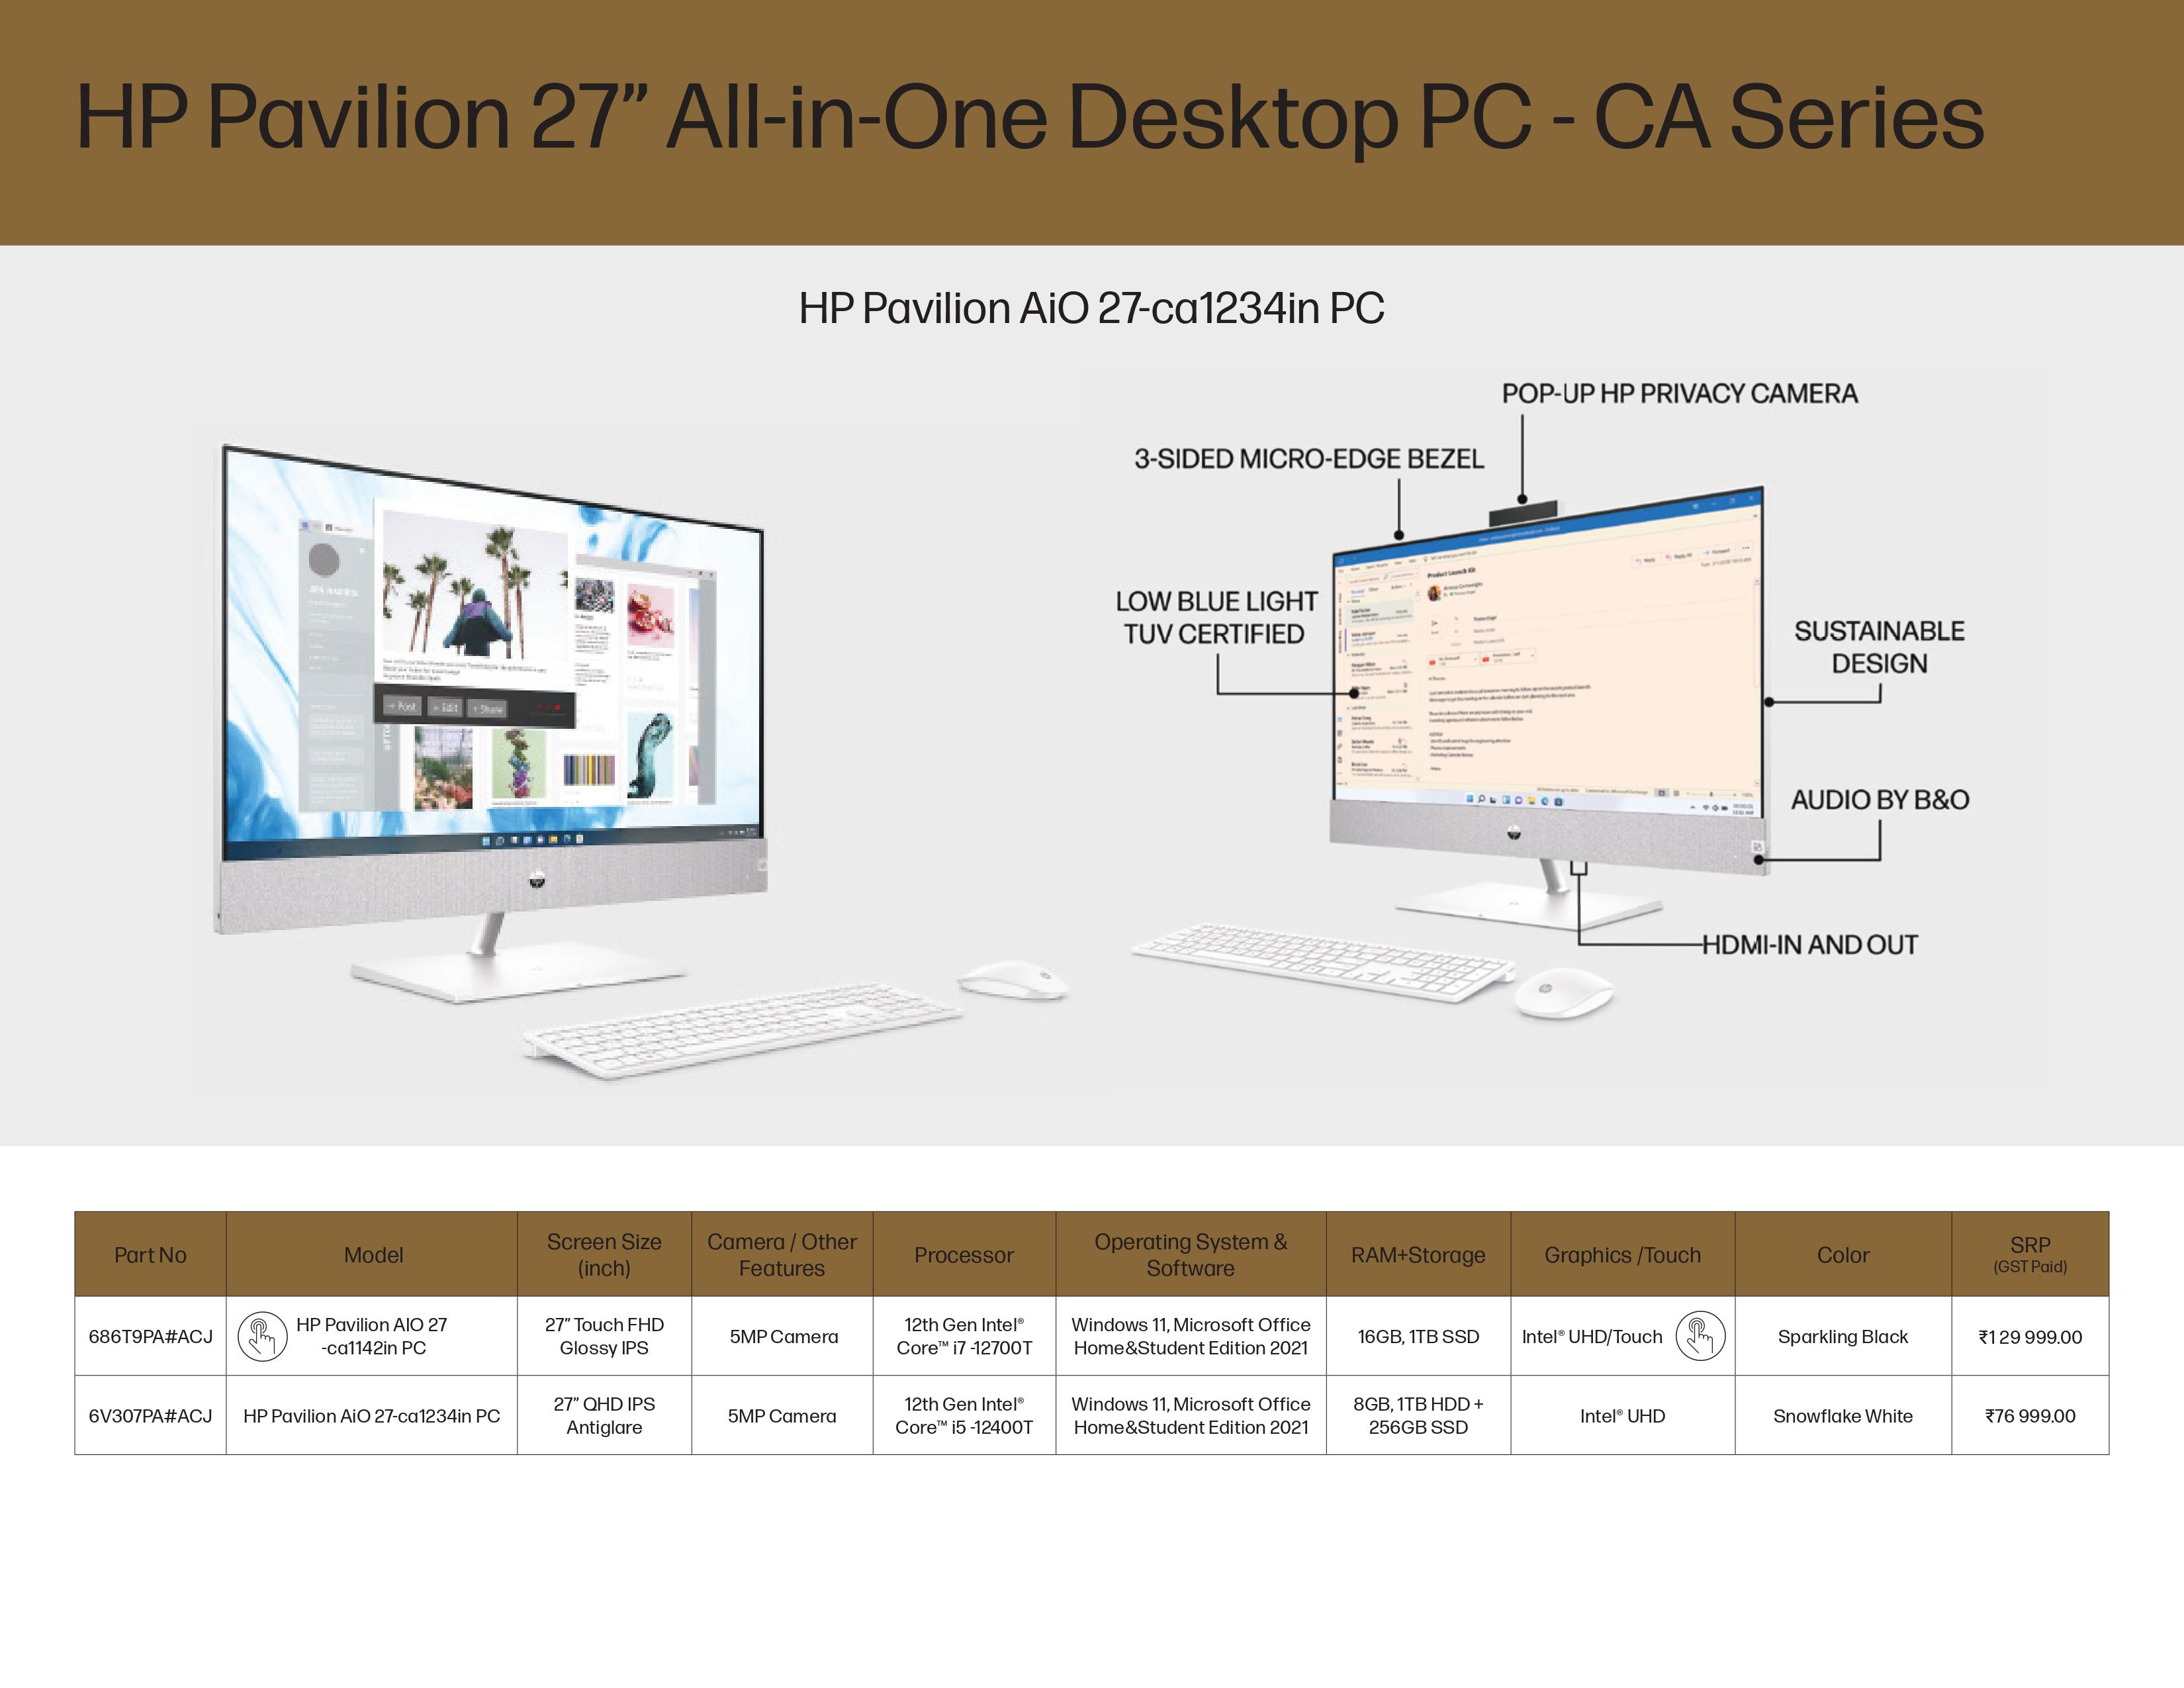 HP Pavilion 27” All-in-One Desktop PC - CA Series
HP Pavilion AiO 27-ca1234in PC
POP-UP HP PRIVACY CAMERA
3-SIDED MICRO-EDGE BEZEL
LOW BLUE LIGHT
TUV CERTIFIED
SUSTAINABLE
DESIGN
AUDIO BY B&O
HDMI-IN AND OUT
+ Post + Edit + Share
Product Launch Kit
Part No Model Screen Size (inch) Camera / Other Features Processor Operating System & Software RAM+Storage Graphics /Touch Color SRP (GST Paid)
686T9PA#ACJ HP Pavilion AIO 27 -ca1142in PC 27” Touch FHD Glossy IPS 5MP Camera 12th Gen Intel® Core™ i7 -12700T Windows 11, Microsoft Office Home&Student Edition 2021 16GB, 1TB SSD Intel® UHD/Touch Sparkling Black ₹1 29 999.00
6V307PA#ACJ HP Pavilion AiO 27-ca1234in PC 27” QHD IPS Antiglare 5MP Camera 12th Gen Intel® Core™ i5 -12400T Windows 11, Microsoft Office Home&Student Edition 2021 8GB, 1TB HDD + 256GB SSD Intel® UHD Snowflake White ₹76 999.00